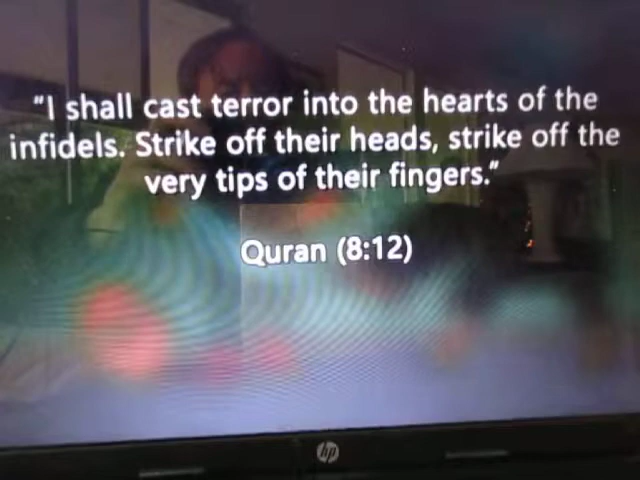 "I shall cast terror into the hearts of the
infidels. Strike off their heads, strike off the
very tips of their fingers."
Quran (8:12)
hp